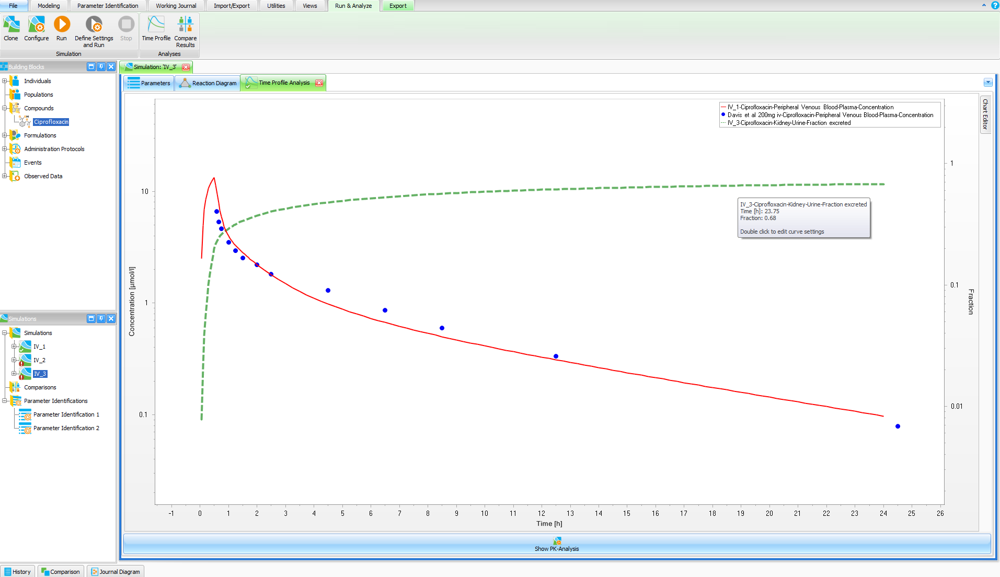 File Modeling Parameter Identification Working Journal Import/Export Utilities Views Run & Analyze Export
Clone Configure Run Define Settings and Run Stop Time Profile Compare Results
Simulation Analyses
Building Blocks
Individuals
Populations
Compounds
Ciprofloxacin
Formulations
Administration Protocols
Events
Observed Data
Simulations
Simulations
IV_1
IV_2
IV_3
Comparisons
Parameter Identifications
Parameter Identification 1
Parameter Identification 2
Simulation: 'IV_3'
Parameters Reaction Diagram Time Profile Analysis
IV_1-Ciprofloxacin-Peripheral Venous Blood-Plasma-Concentration
Davis et al 200mg iv-Ciprofloxacin-Peripheral Venous Blood-Plasma-Concentration
IV_3-Ciprofloxacin-Kidney-Urine-Fraction excreted
Chart Editor
Concentration [µmol/l]
10
1
0.1
1
0.1
0.01
Fraction
IV_3-Ciprofloxacin-Kidney-Urine-Fraction excreted
Time [h]: 23.75
Fraction: 0.68
Double click to edit curve settings
-1 0 1 2 3 4 5 6 7 8 9 10 11 12 13 14 15 16 17 18 19 20 21 22 23 24 25 26
Time [h]
Show PK-Analysis
History Comparison Journal Diagram